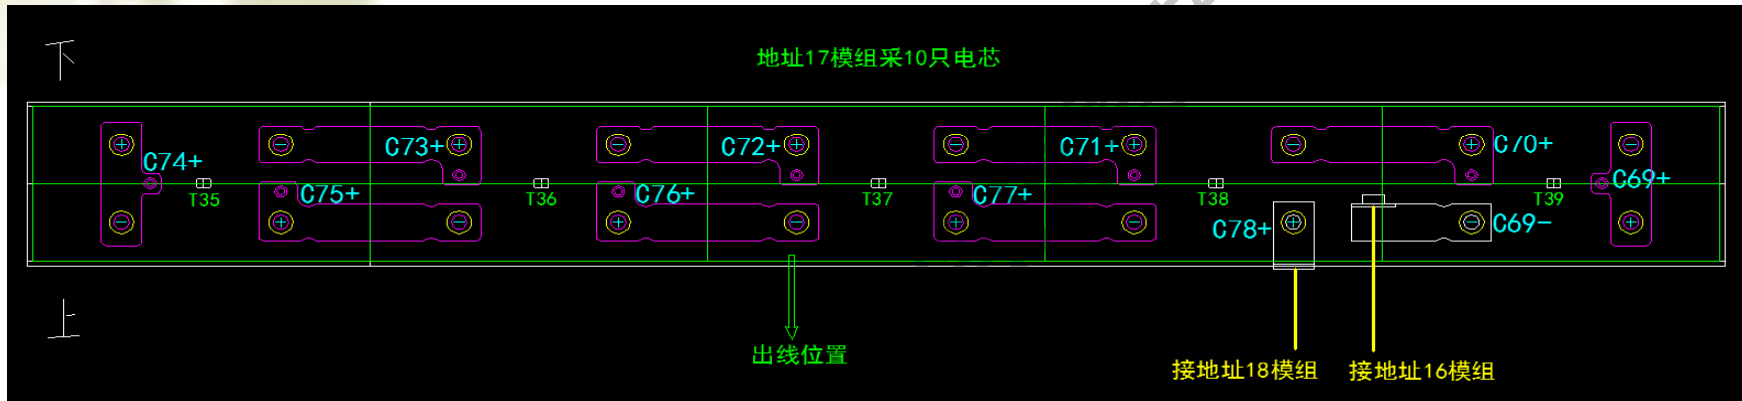 下
地址17模组采10只电芯
C74+
C73+
C72+
C71+
C70+
T35
T36
T37
T38
T39
C69+
C75+
C76+
C77+
C78+
C69-
上
出线位置
接地址18模组
接地址16模组